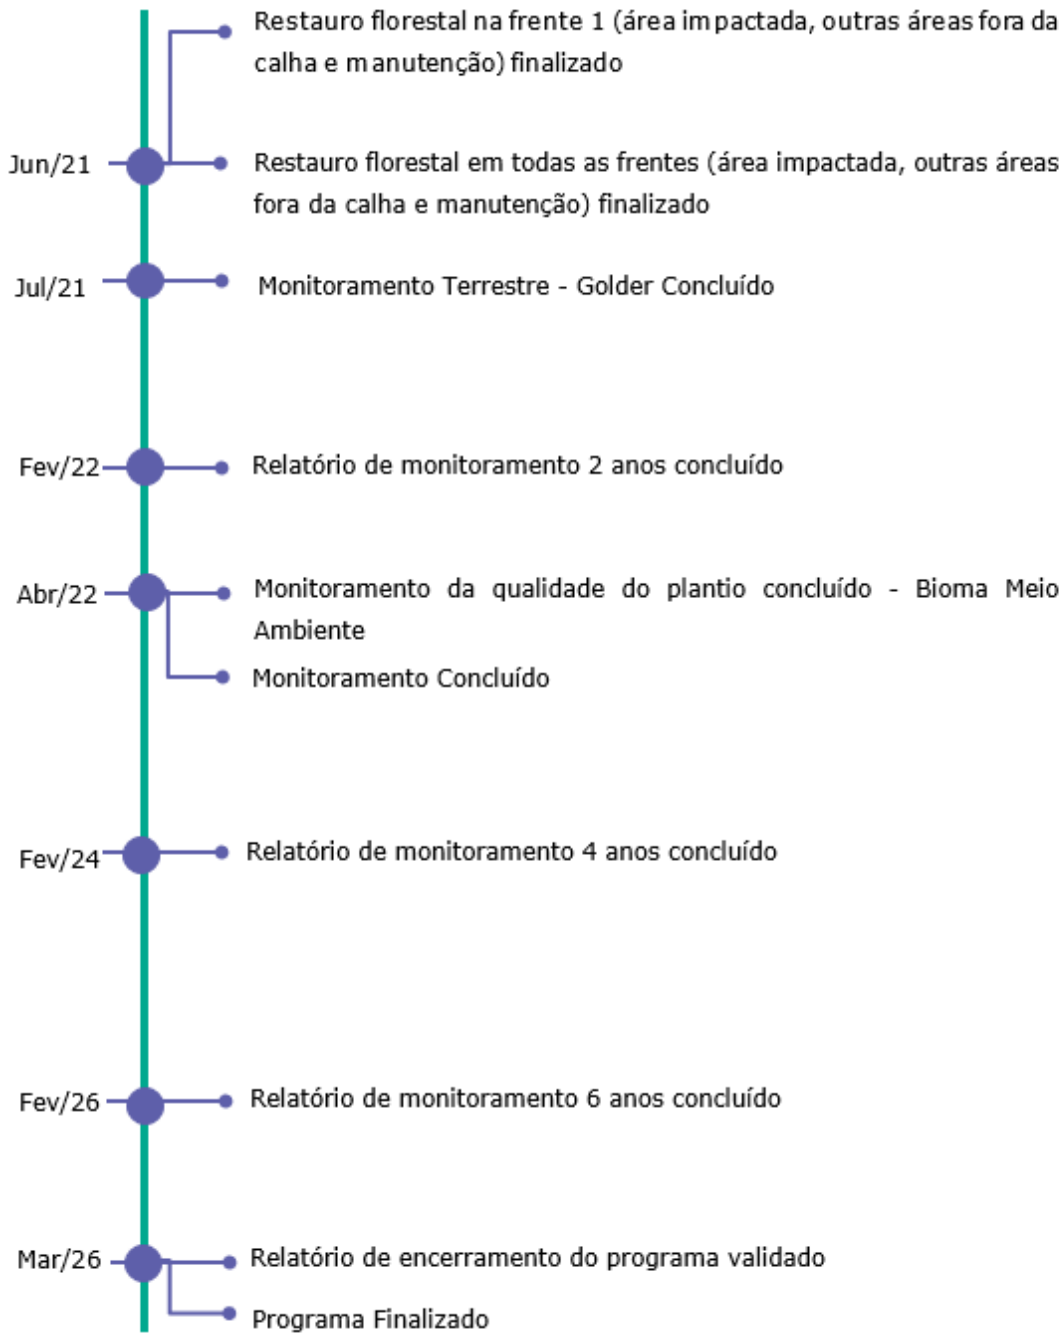 Restauro florestal na frente 1 (área impactada, outras áreas fora da
calha e manutenção) finalizado
Jun/21
Restauro florestal em todas as frentes (área impactada, outras áreas
fora da calha e manutenção) finalizado
Jul/21
Monitoramento Terrestre - Golder Concluído
Fev/22
Relatório de monitoramento 2 anos concluído
Abr/22
Monitoramento da qualidade do plantio concluído - Bioma Meio
Ambiente
Monitoramento Concluído
Fev/24
Relatório de monitoramento 4 anos concluído
Fev/26
Relatório de monitoramento 6 anos concluído
Mar/26
Relatório de encerramento do programa validado
Programa Finalizado